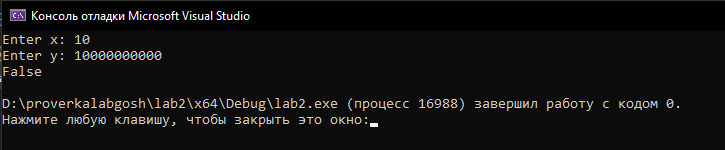 Консоль отладки Microsoft Visual Studio
Enter x: 10
Enter y: 10000000000
False
D:\proverkalabgosh\lab2\x64\Debug\lab2.exe (процесс 16988) завершил работу с кодом 0.
Нажмите любую клавишу, чтобы закрыть это окно: